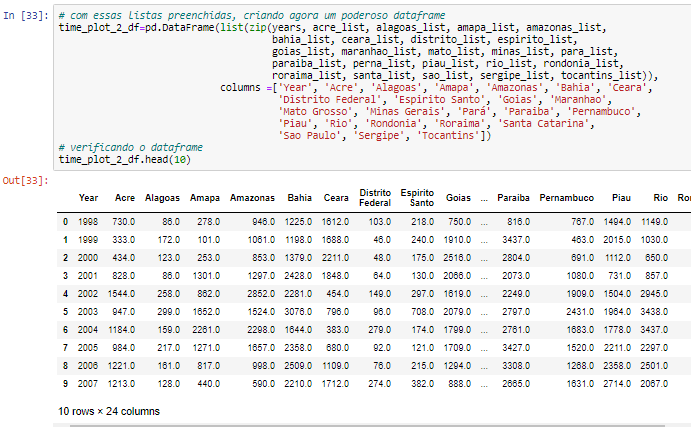 In [33]: # com essas listas preenchidas, criando agora um poderoso dataframe
time_plot_2_df=pd.DataFrame(list(zip(years, acre_list, alagoas_list, amapa_list, amazonas_list,
bahia_list, ceara_list, distrito_list, espirito_list,
goias_list, maranhao_list, mato_list, minas_list, para_list,
paraiba_list, perna_list, piau_list, rio_list, rondonia_list,
roraima_list, santa_list, sao_list, sergipe_list, tocantins_list)),
columns =['Year', 'Acre', 'Alagoas', 'Amapa', 'Amazonas', 'Bahia', 'Ceara',
'Distrito Federal', 'Espirito Santo', 'Goias', 'Maranhao',
'Mato Grosso', 'Minas Gerais', 'Pará', 'Paraiba', 'Pernambuco',
'Piau', 'Rio', 'Rondonia', 'Roraima', 'Santa Catarina',
'Sao Paulo', 'Sergipe', 'Tocantins'])
# verificando o dataframe
time_plot_2_df.head(10)
Out[33]:
Year Acre Alagoas Amapa Amazonas Bahia Ceara Distrito Federal Espirito Santo Goias ... Paraiba Pernambuco Piau Rio
0 1998 730.0 86.0 278.0 946.0 1225.0 1612.0 103.0 218.0 750.0 ... 816.0 767.0 1494.0 1149.0
1 1999 333.0 172.0 101.0 1061.0 1198.0 1688.0 46.0 240.0 1910.0 ... 3437.0 463.0 2015.0 1030.0
2 2000 434.0 123.0 253.0 853.0 1379.0 2211.0 48.0 175.0 2516.0 ... 2804.0 691.0 1112.0 650.0
3 2001 828.0 86.0 1301.0 1297.0 2428.0 1848.0 64.0 130.0 2066.0 ... 2073.0 1080.0 731.0 857.0
4 2002 1544.0 258.0 862.0 2852.0 2281.0 454.0 149.0 297.0 1619.0 ... 2249.0 1909.0 1504.0 2945.0
5 2003 947.0 299.0 1652.0 1524.0 3076.0 796.0 96.0 708.0 2079.0 ... 2797.0 2431.0 1964.0 3438.0
6 2004 1184.0 159.0 2261.0 2298.0 1644.0 383.0 279.0 174.0 1799.0 ... 2761.0 1683.0 1778.0 3437.0
7 2005 984.0 217.0 1271.0 1657.0 2358.0 680.0 92.0 121.0 1709.0 ... 3427.0 1520.0 2211.0 2297.0
8 2006 1221.0 161.0 817.0 998.0 2509.0 1109.0 76.0 215.0 1294.0 ... 3308.0 1268.0 2358.0 2501.0
9 2007 1213.0 128.0 440.0 590.0 2210.0 1712.0 274.0 382.0 888.0 ... 2665.0 1631.0 2714.0 2067.0
10 rows × 24 columns